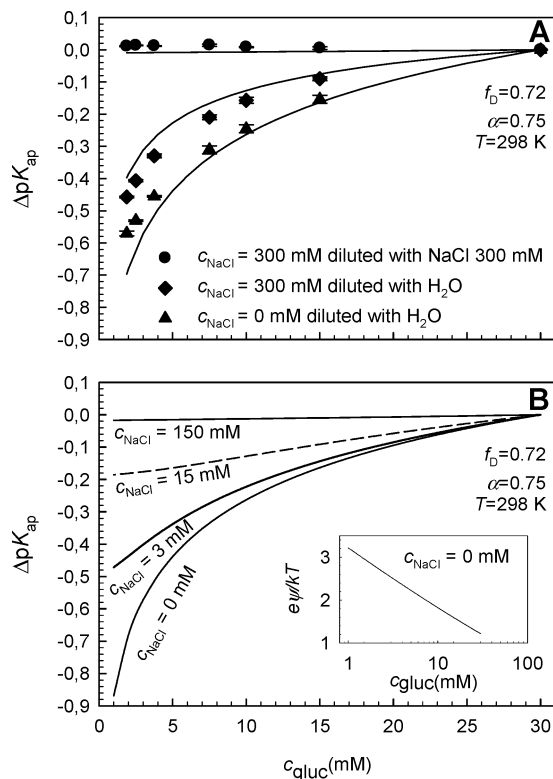 A
0,1
0,0
-0,1
-0,2
-0,3
-0,4
-0,5
-0,6
-0,7
-0,8
-0,9
ΔpKap
fD=0.72
α=0.75
T=298 K
cNaCl = 300 mM diluted with NaCl 300 mM
cNaCl = 300 mM diluted with H2O
cNaCl = 0 mM diluted with H2O
B
0,1
0,0
-0,1
-0,2
-0,3
-0,4
-0,5
-0,6
-0,7
-0,8
-0,9
ΔpKap
cNaCl = 150 mM
cNaCl = 15 mM
cNaCl = 3 mM
cNaCl = 0 mM
fD=0.72
α=0.75
T=298 K
cNaCl = 0 mM
eψ/kT
3
2
1
1 10 100
cgluc(mM)
0 5 10 15 20 25 30
cgluc(mM)